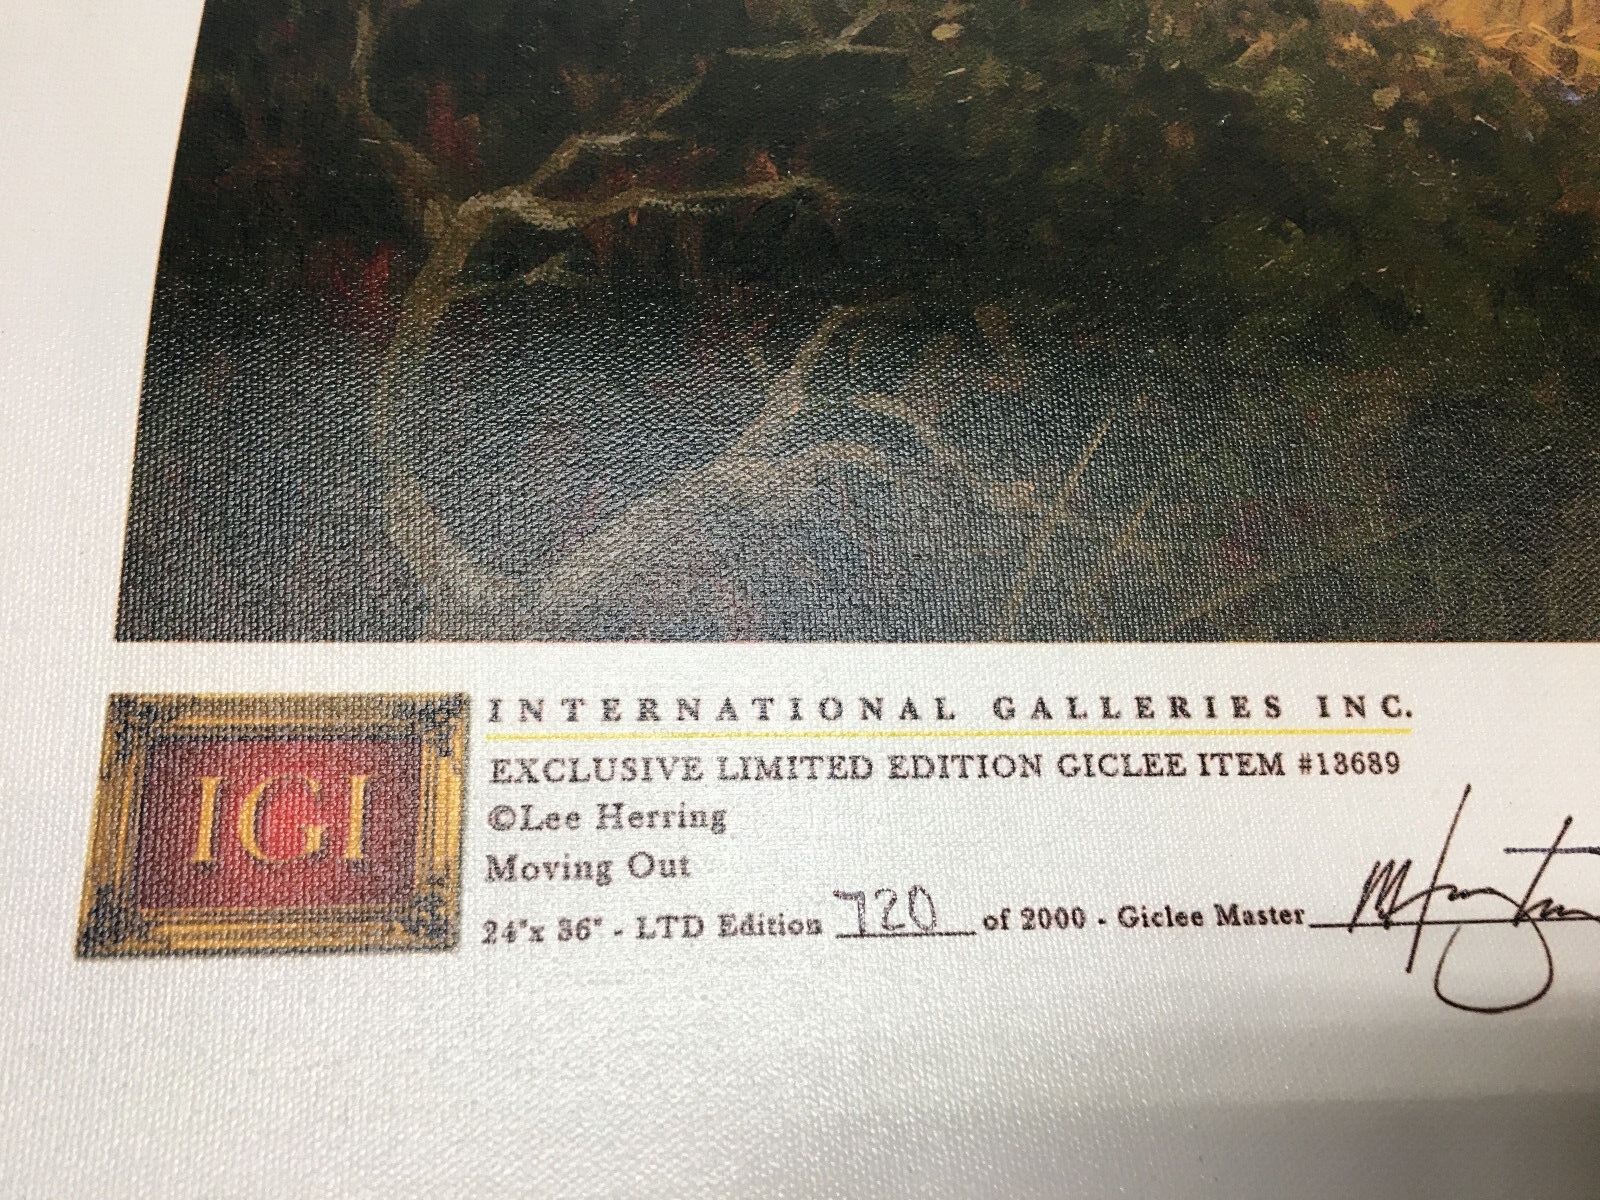 INTERNATIONAL GALLERIES INC.
EXCLUSIVE LIMITED EDITION GICLEE ITEM #13689
IGI
©Lee Herring
Moving Out
24"x 36" - LTD Edition 720 of 2000 - Giclee Master